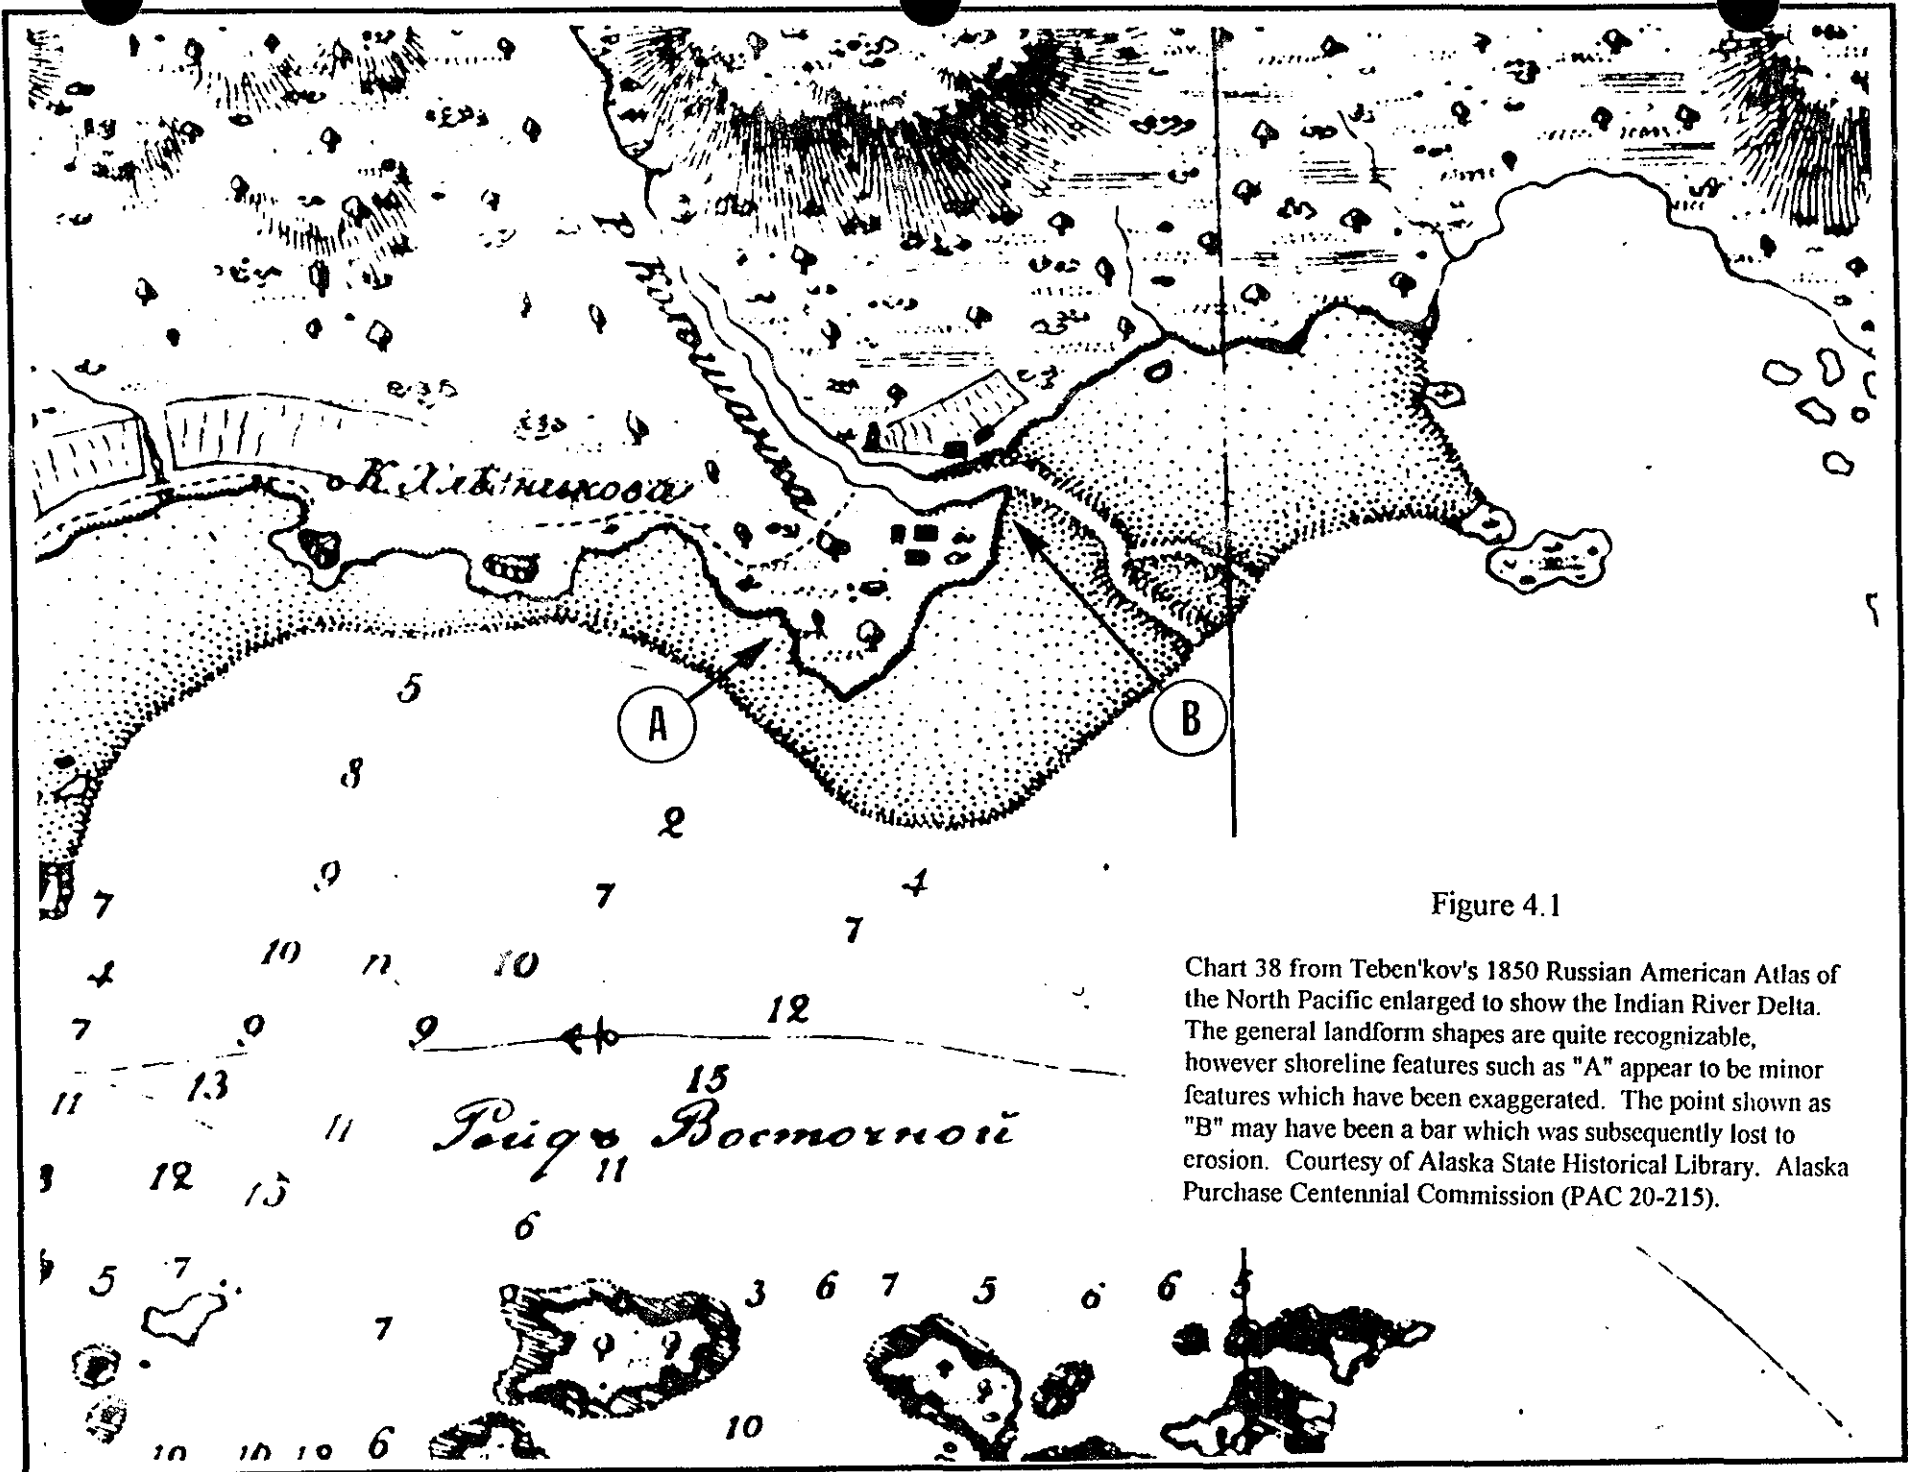 Р. Колошанка
К. Хлѣбникова
A
B
5
8
2
9
7
4
7
7
10
11
10
4
12
7
9
9
13
15
11
11
Рейдъ Восточной
11
12
13
6
5
7
3
6
7
5
6
6
5
7
10
6
10
10
10
Figure 4.1
Chart 38 from Teben'kov's 1850 Russian American Atlas of
the North Pacific enlarged to show the Indian River Delta.
The general landform shapes are quite recognizable,
however shoreline features such as "A" appear to be minor
features which have been exaggerated.  The point shown as
"B" may have been a bar which was subsequently lost to
erosion.  Courtesy of Alaska State Historical Library.  Alaska
Purchase Centennial Commission (PAC 20-215).